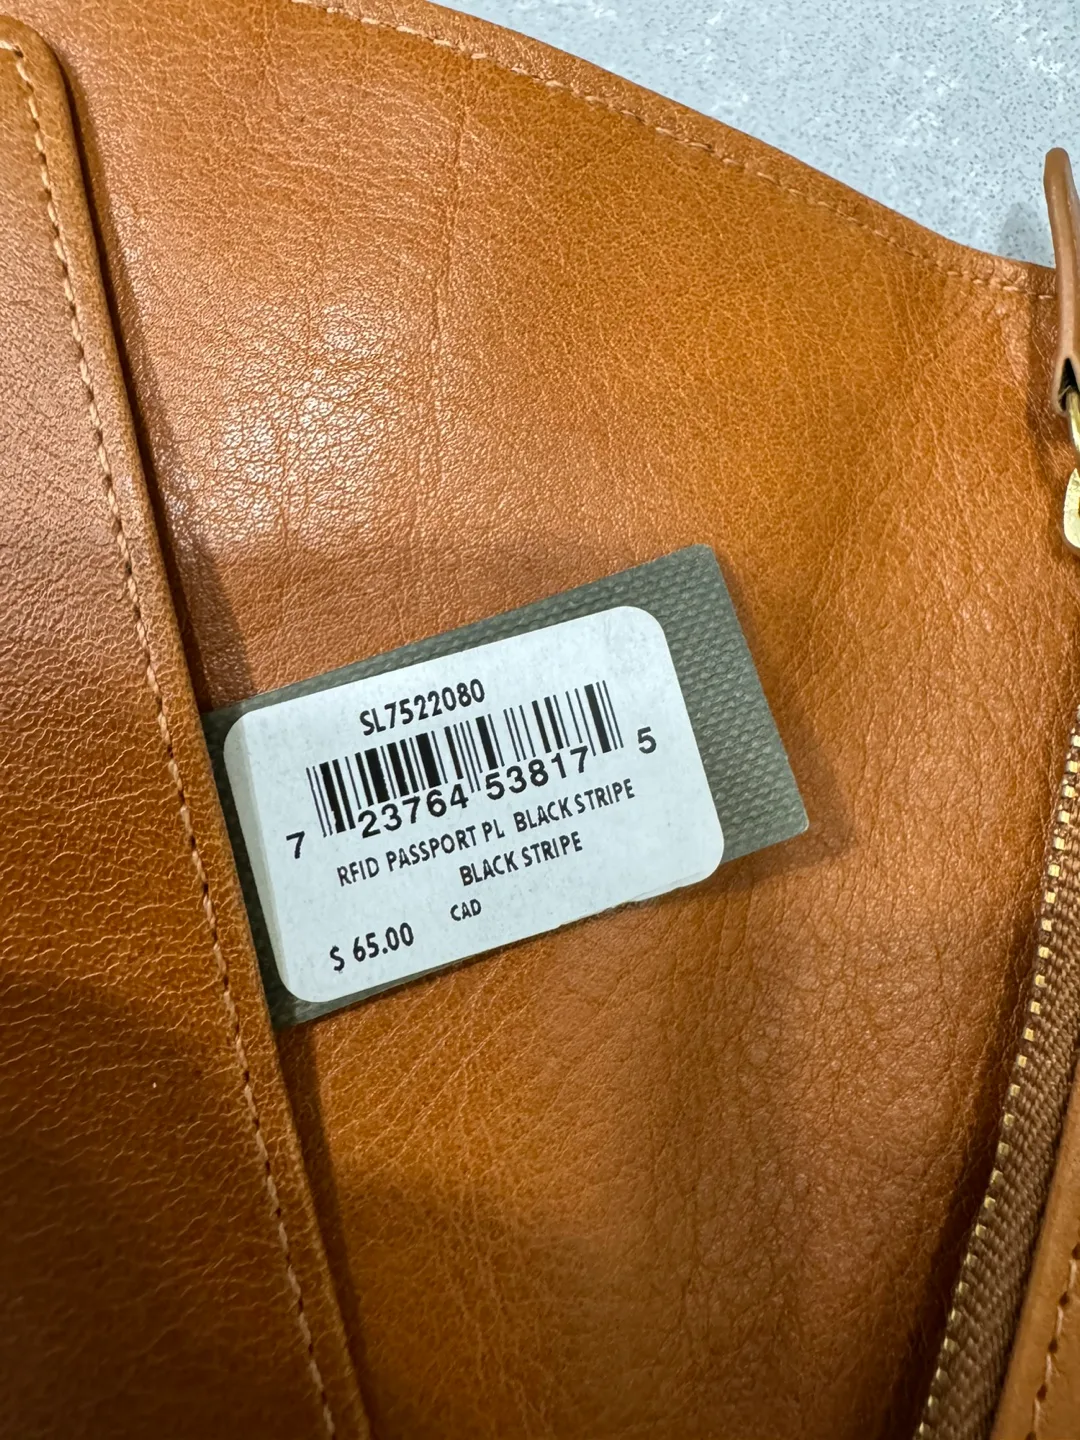 SL7522080
7 23764 53817 5
RFID PASSPORT PL BLACK STRIPE
BLACK STRIPE
CAD
$ 65.00